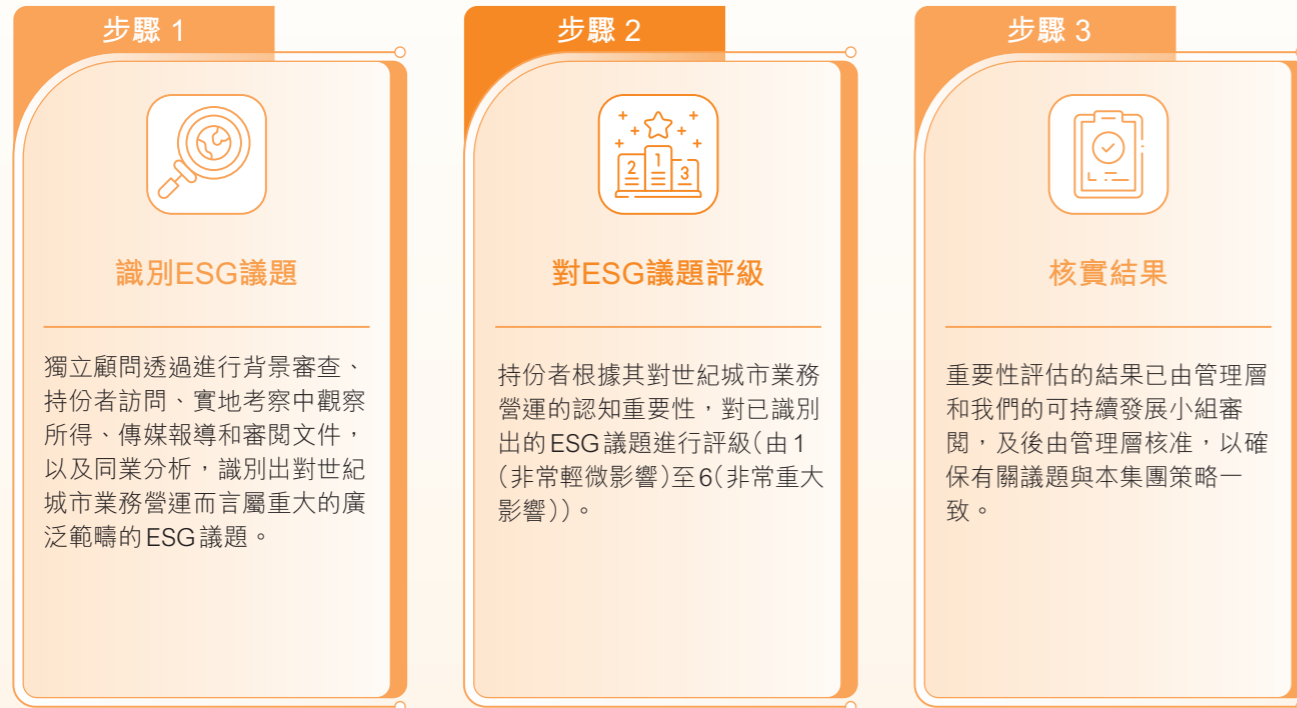 步驟 1
識別ESG議題
獨立顧問透過進行背景審查、
持份者訪問、實地考察中觀察
所得、傳媒報導和審閱文件，
以及同業分析，識別出對世紀
城市業務營運而言屬重大的廣
泛範疇的ESG議題。
步驟 2
2 1 3
對ESG議題評級
持份者根據其對世紀城市業務
營運的認知重要性，對已識別
出的ESG議題進行評級（由1
（非常輕微影響）至6（非常重大
影響））。
步驟 3
核實結果
重要性評估的結果已由管理層
和我們的可持續發展小組審
閱，及後由管理層核准，以確
保有關議題與本集團策略一
致。